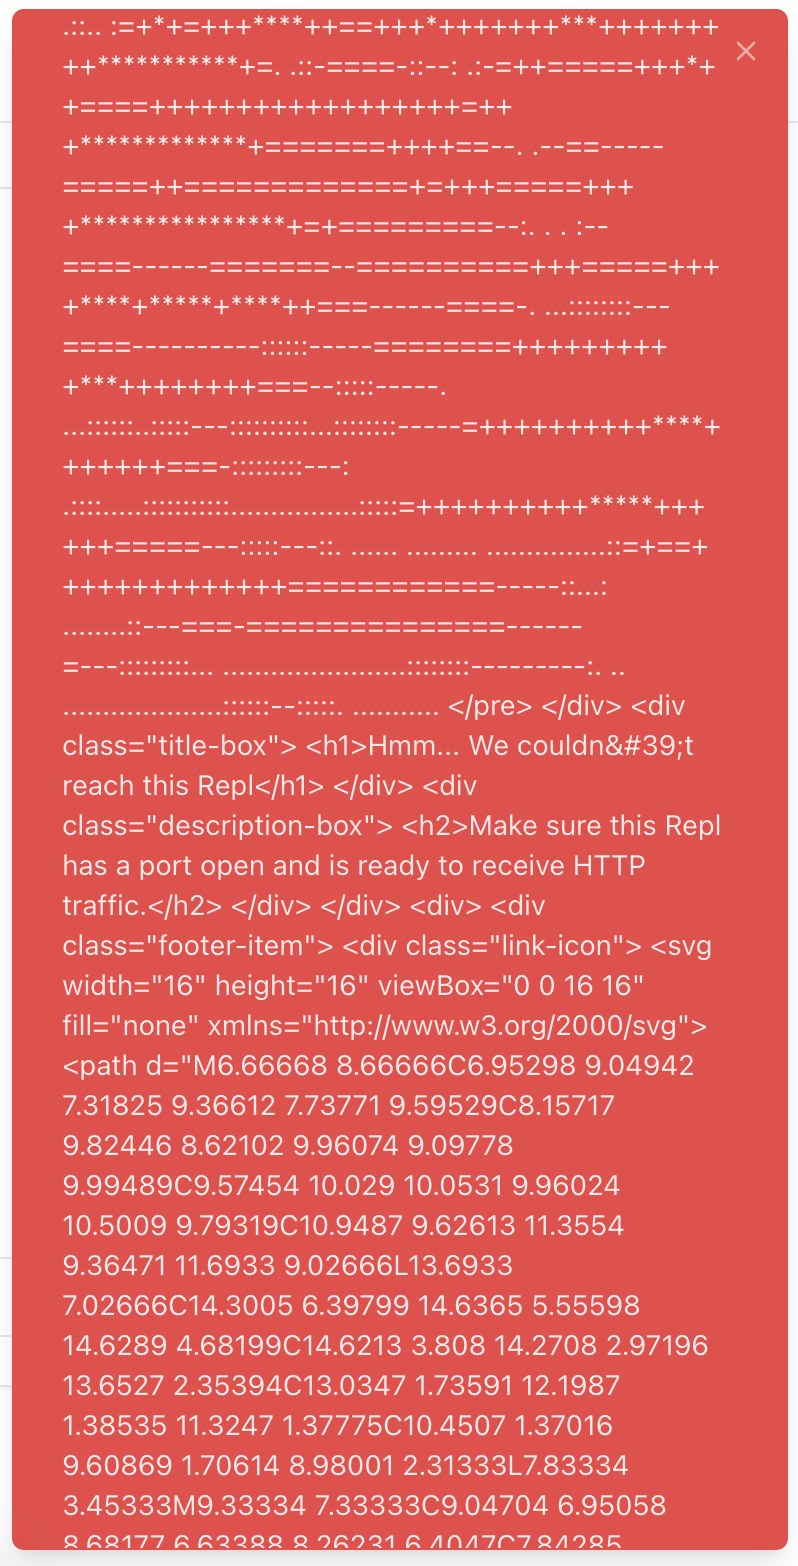 .::.. :=+*+=+++****++==+++*+++++++***+++++++
++***********+=. .::-====-::--: .:-=++=====+++*+
+====++++++++++++++++++=++
+*************+=======++++==--. .--==-----
=====++=============+=+++=====+++
+****************+=+=========--:. . . :--
====------=======--==========+++=====+++
+****+*****+****++===------====-. ...::::::::---
====----------::::::-----========+++++++++
+***++++++++===--:::::-----.
...::::::..:::::---::::::::::...::::::::-----=++++++++++****+
++++++===-:::::::::---:
.::::.....:::::::::::...............:::::=++++++++++*****+++
+++=====---:::::---::. ...... ......... ...............::=+==+
+++++++++++++============-----::...:
........::---===-===============------
=---:::::::::... .......................::::::::---------:. ..
....................::::::--:::::. ........... </pre> </div> <div
class="title-box"> <h1>Hmm... We couldn&#39;t
reach this Repl</h1> </div> <div
class="description-box"> <h2>Make sure this Repl
has a port open and is ready to receive HTTP
traffic.</h2> </div> </div> <div> <div
class="footer-item"> <div class="link-icon"> <svg
width="16" height="16" viewBox="0 0 16 16"
fill="none" xmlns="http://www.w3.org/2000/svg">
<path d="M6.66668 8.66666C6.95298 9.04942
7.31825 9.36612 7.73771 9.59529C8.15717
9.82446 8.62102 9.96074 9.09778
9.99489C9.57454 10.029 10.0531 9.96024
10.5009 9.79319C10.9487 9.62613 11.3554
9.36471 11.6933 9.02666L13.6933
7.02666C14.3005 6.39799 14.6365 5.55598
14.6289 4.68199C14.6213 3.808 14.2708 2.97196
13.6527 2.35394C13.0347 1.73591 12.1987
1.38535 11.3247 1.37775C10.4507 1.37016
9.60869 1.70614 8.98001 2.31333L7.83334
3.45333M9.33334 7.33333C9.04704 6.95058
8.68177 6.63388 8.26231 6.4047C7.84285